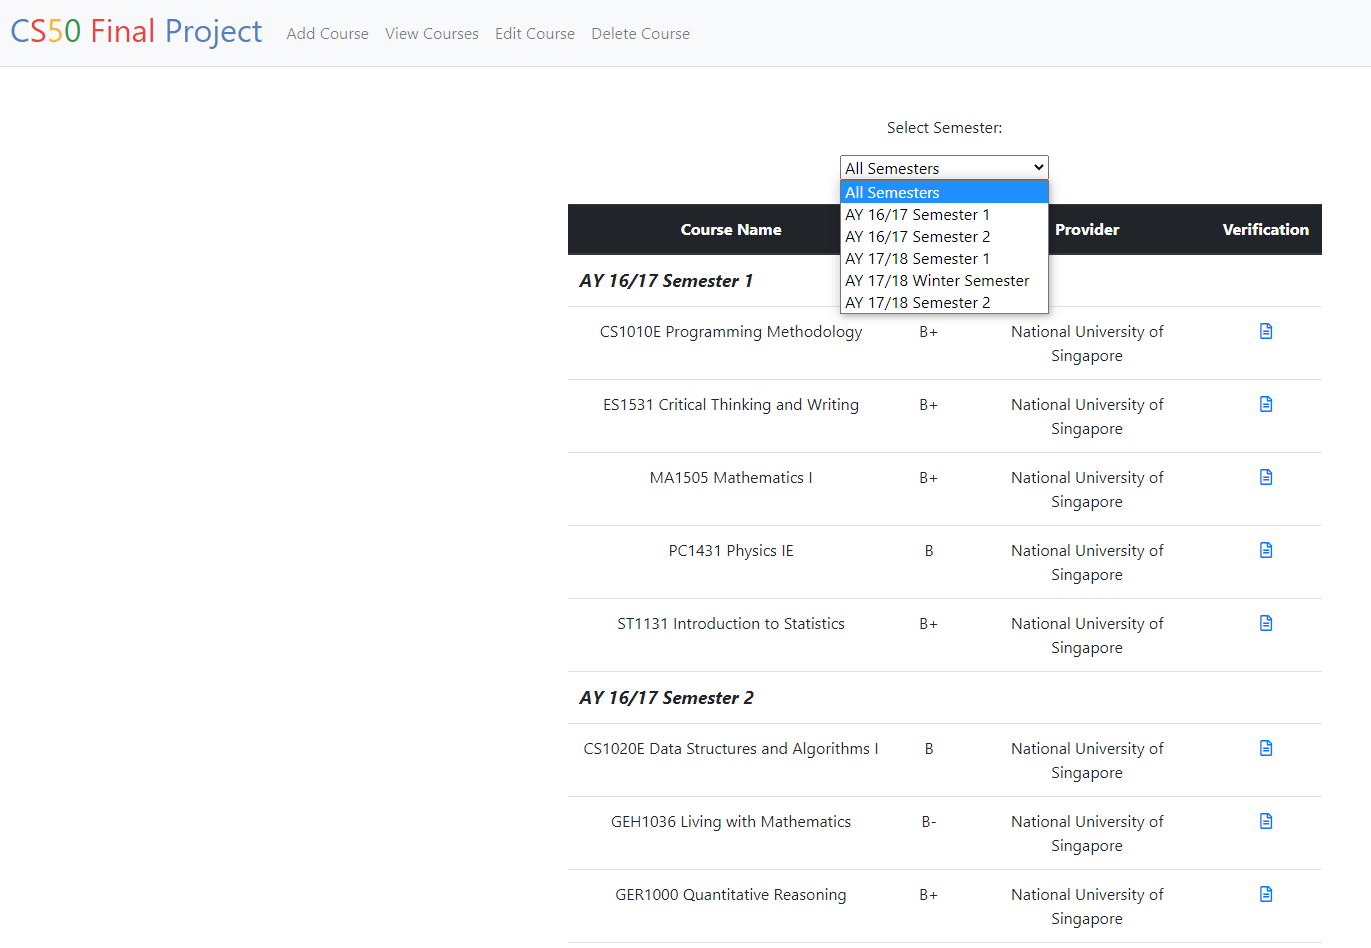 CS50 Final Project Add Course View Courses Edit Course Delete Course
Select Semester:
All Semesters
All Semesters
AY 16/17 Semester 1
AY 16/17 Semester 2
AY 17/18 Semester 1
AY 17/18 Winter Semester
AY 17/18 Semester 2
Course Name Provider Verification
AY 16/17 Semester 1
CS1010E Programming Methodology B+ National University of
Singapore
ES1531 Critical Thinking and Writing B+ National University of
Singapore
MA1505 Mathematics I B+ National University of
Singapore
PC1431 Physics IE B National University of
Singapore
ST1131 Introduction to Statistics B+ National University of
Singapore
AY 16/17 Semester 2
CS1020E Data Structures and Algorithms I B National University of
Singapore
GEH1036 Living with Mathematics B- National University of
Singapore
GER1000 Quantitative Reasoning B+ National University of
Singapore